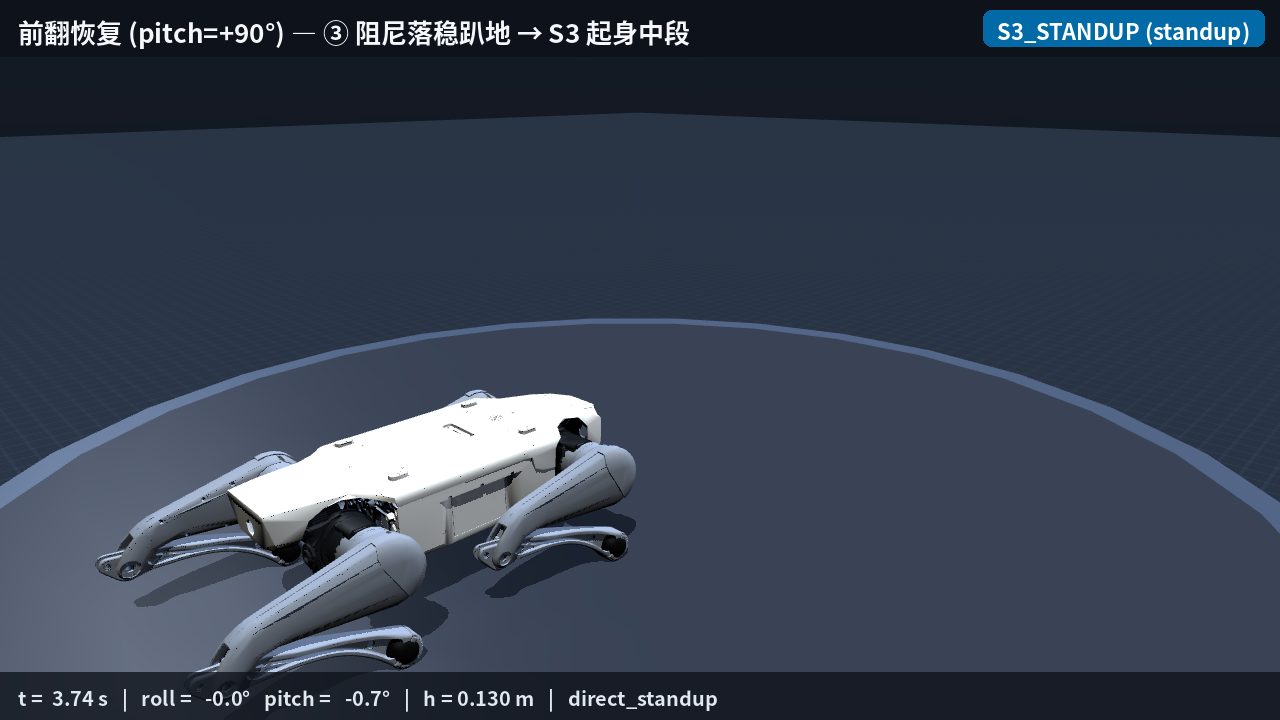 前翻恢复 (pitch=+90°) — ③ 阻尼落稳趴地 → S3 起身中段
S3_STANDUP (standup)
t = 3.74 s | roll = -0.0° pitch = -0.7° | h = 0.130 m | direct_standup